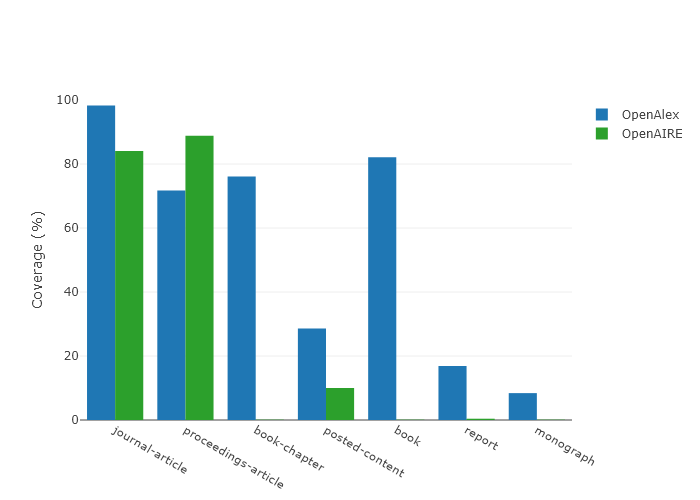 100
80
60
40
20
0
Coverage (%)
journal-article
proceedings-article
book-chapter
posted-content
book
report
monograph
OpenAlex
OpenAIRE